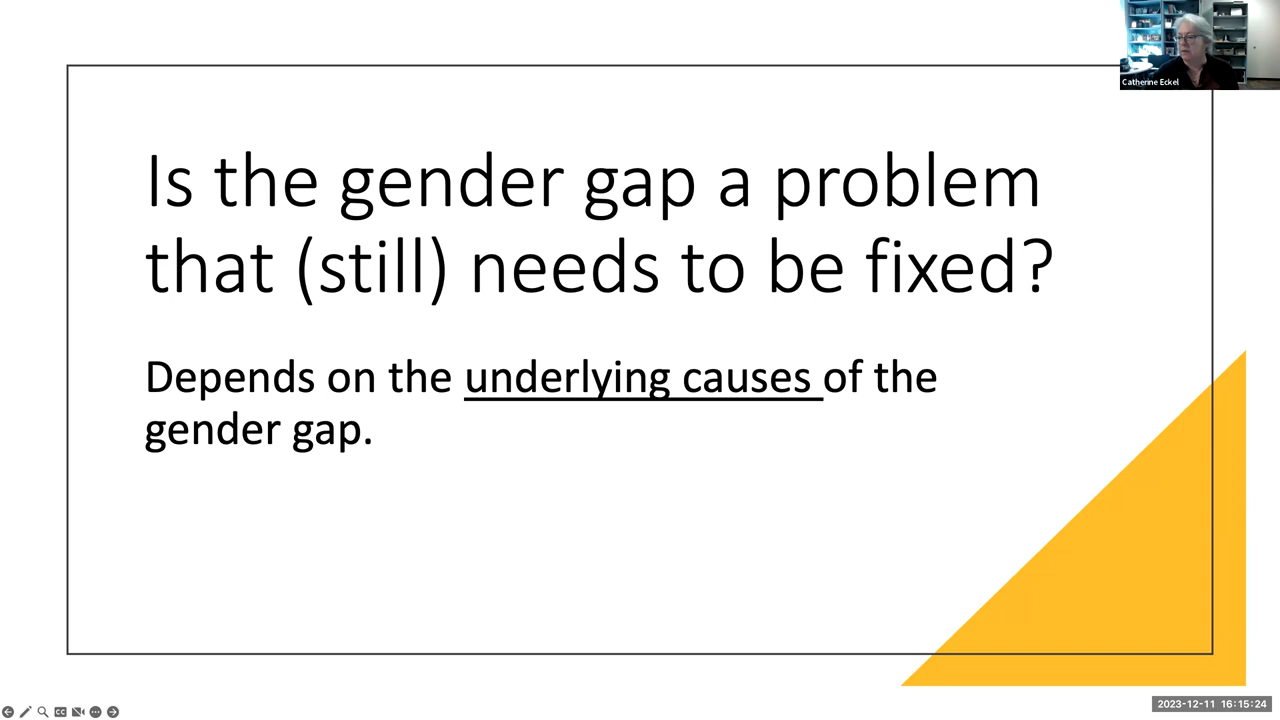 Catherine Eckel
Is the gender gap a problem
that (still) needs to be fixed?
Depends on the underlying causes of the
gender gap.
CC
2023-12-11 16:15:24